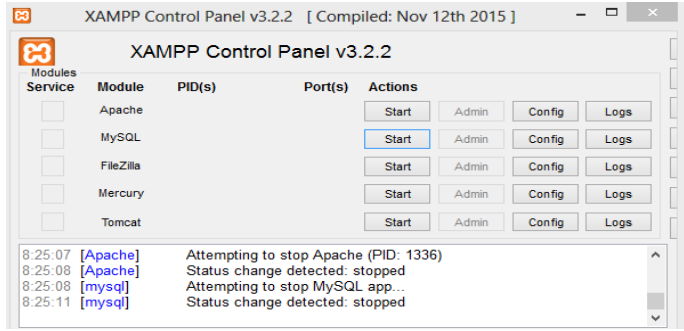 XAMPP Control Panel v3.2.2 [ Compiled: Nov 12th 2015 ]
XAMPP Control Panel v3.2.2
Modules
Service Module PID(s) Port(s) Actions
Apache Start Admin Config Logs
MySQL Start Admin Config Logs
FileZilla Start Admin Config Logs
Mercury Start Admin Config Logs
Tomcat Start Admin Config Logs
8:25:07 [Apache] Attempting to stop Apache (PID: 1336)
8:25:08 [Apache] Status change detected: stopped
8:25:08 [mysql] Attempting to stop MySQL app...
8:25:11 [mysql] Status change detected: stopped